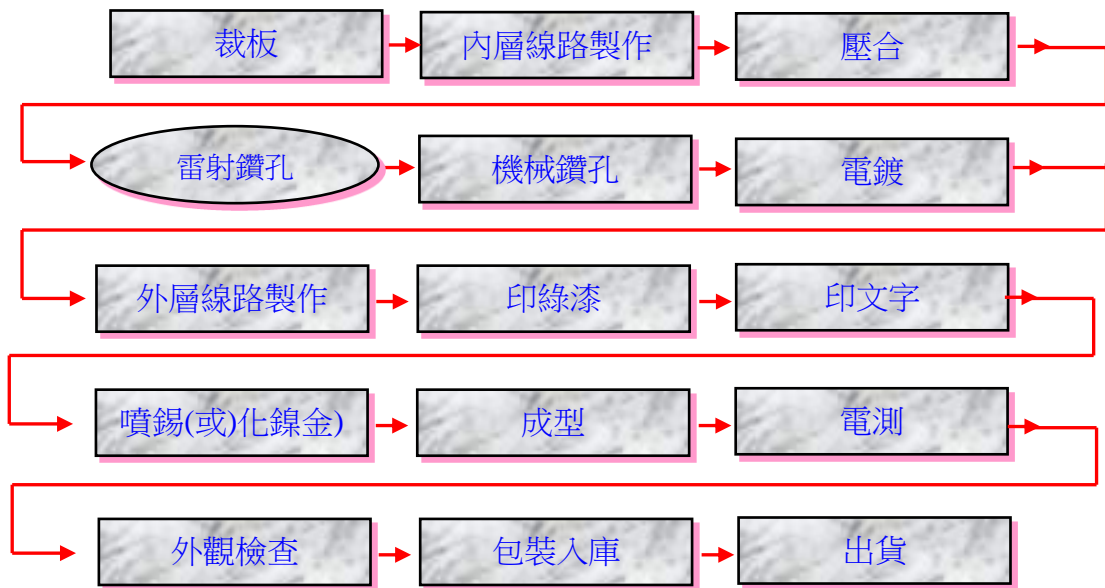 裁板
內層線路製作
壓合
雷射鑽孔
機械鑽孔
電鍍
外層線路製作
印綠漆
印文字
噴錫(或)化鎳金)
成型
電測
外觀檢查
包裝入庫
出貨